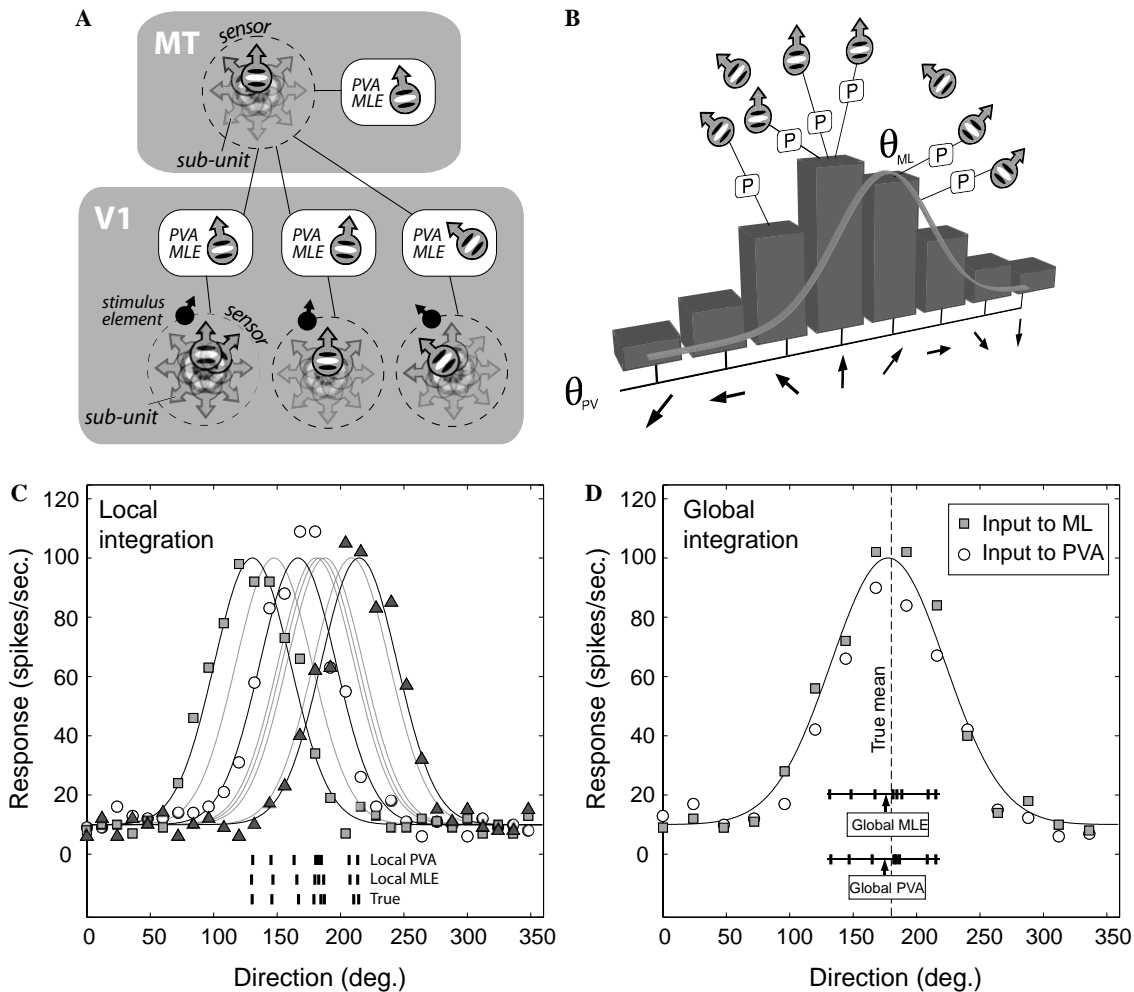 A
MT
sensor
PVA
MLE
sub-unit
V1
PVA
MLE
PVA
MLE
PVA
MLE
stimulus
element
sensor
sub-unit
B
P
P
P
P
P
P
θML
θPV
C
Local
integration
Response (spikes/sec.)
120
100
80
60
40
20
0
Local PVA
Local MLE
True
0 50 100 150 200 250 300 350
Direction (deg.)
D
Global
integration
Input to ML
Input to PVA
Response (spikes/sec.)
120
100
80
60
40
20
0
True mean
Global MLE
Global PVA
0 50 100 150 200 250 300 350
Direction (deg.)